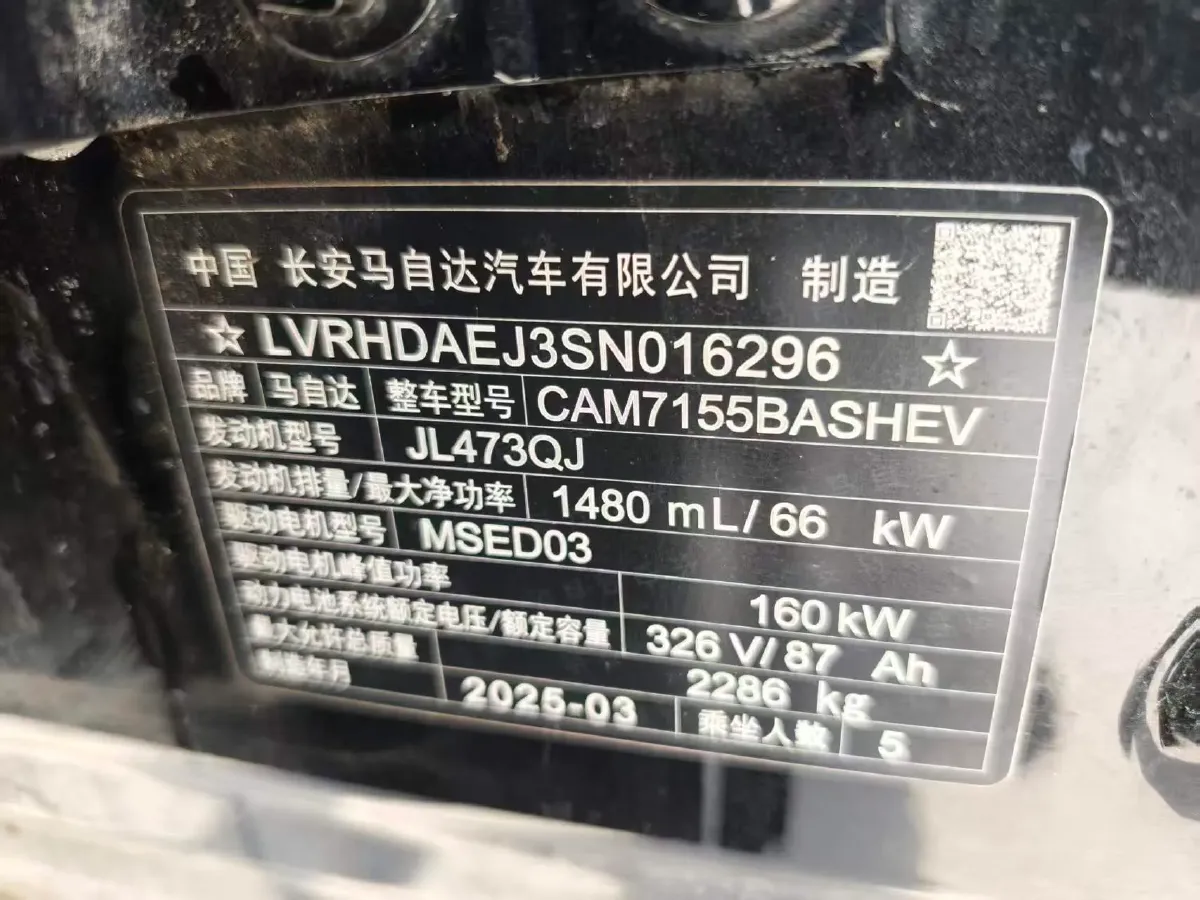 中国 长安马自达汽车有限公司 制造
☆LVRHDAEJ3SN016296☆
品牌 马自达 整车型号 CAM7155BASHEV
发动机型号 JL473QJ
发动机排量/最大净功率 1480 mL/66 kW
驱动电机型号 MSED03
驱动电机峰值功率 160kW
动力电池系统额定电压/额定容量 326 V/87 Ah
最大允许总质量 2286 kg
制造年月 2025-03 乘坐人数 5